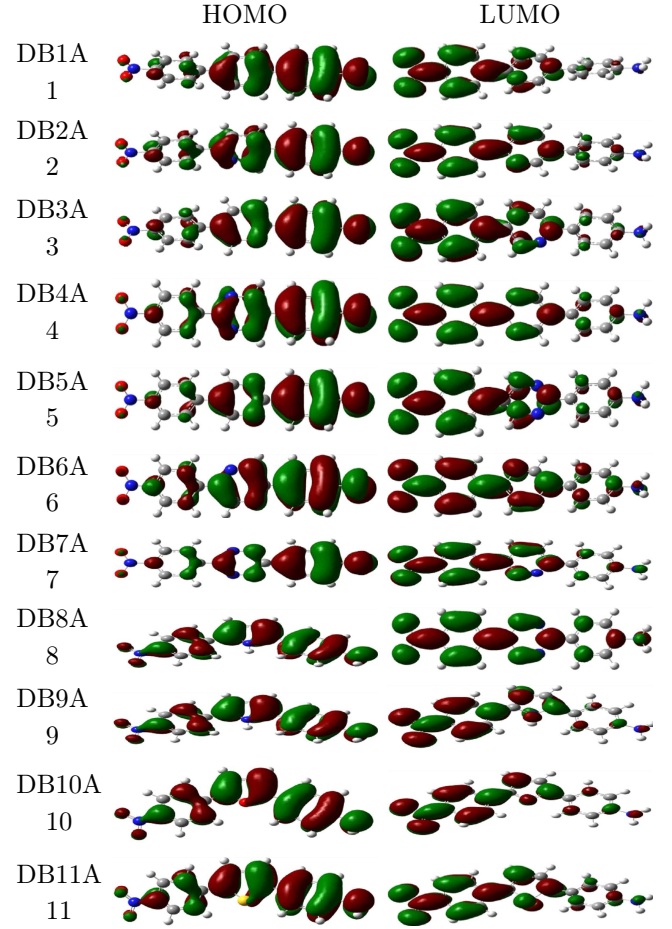 HOMO LUMO
DB1A
1
DB2A
2
DB3A
3
DB4A
4
DB5A
5
DB6A
6
DB7A
7
DB8A
8
DB9A
9
DB10A
10
DB11A
11